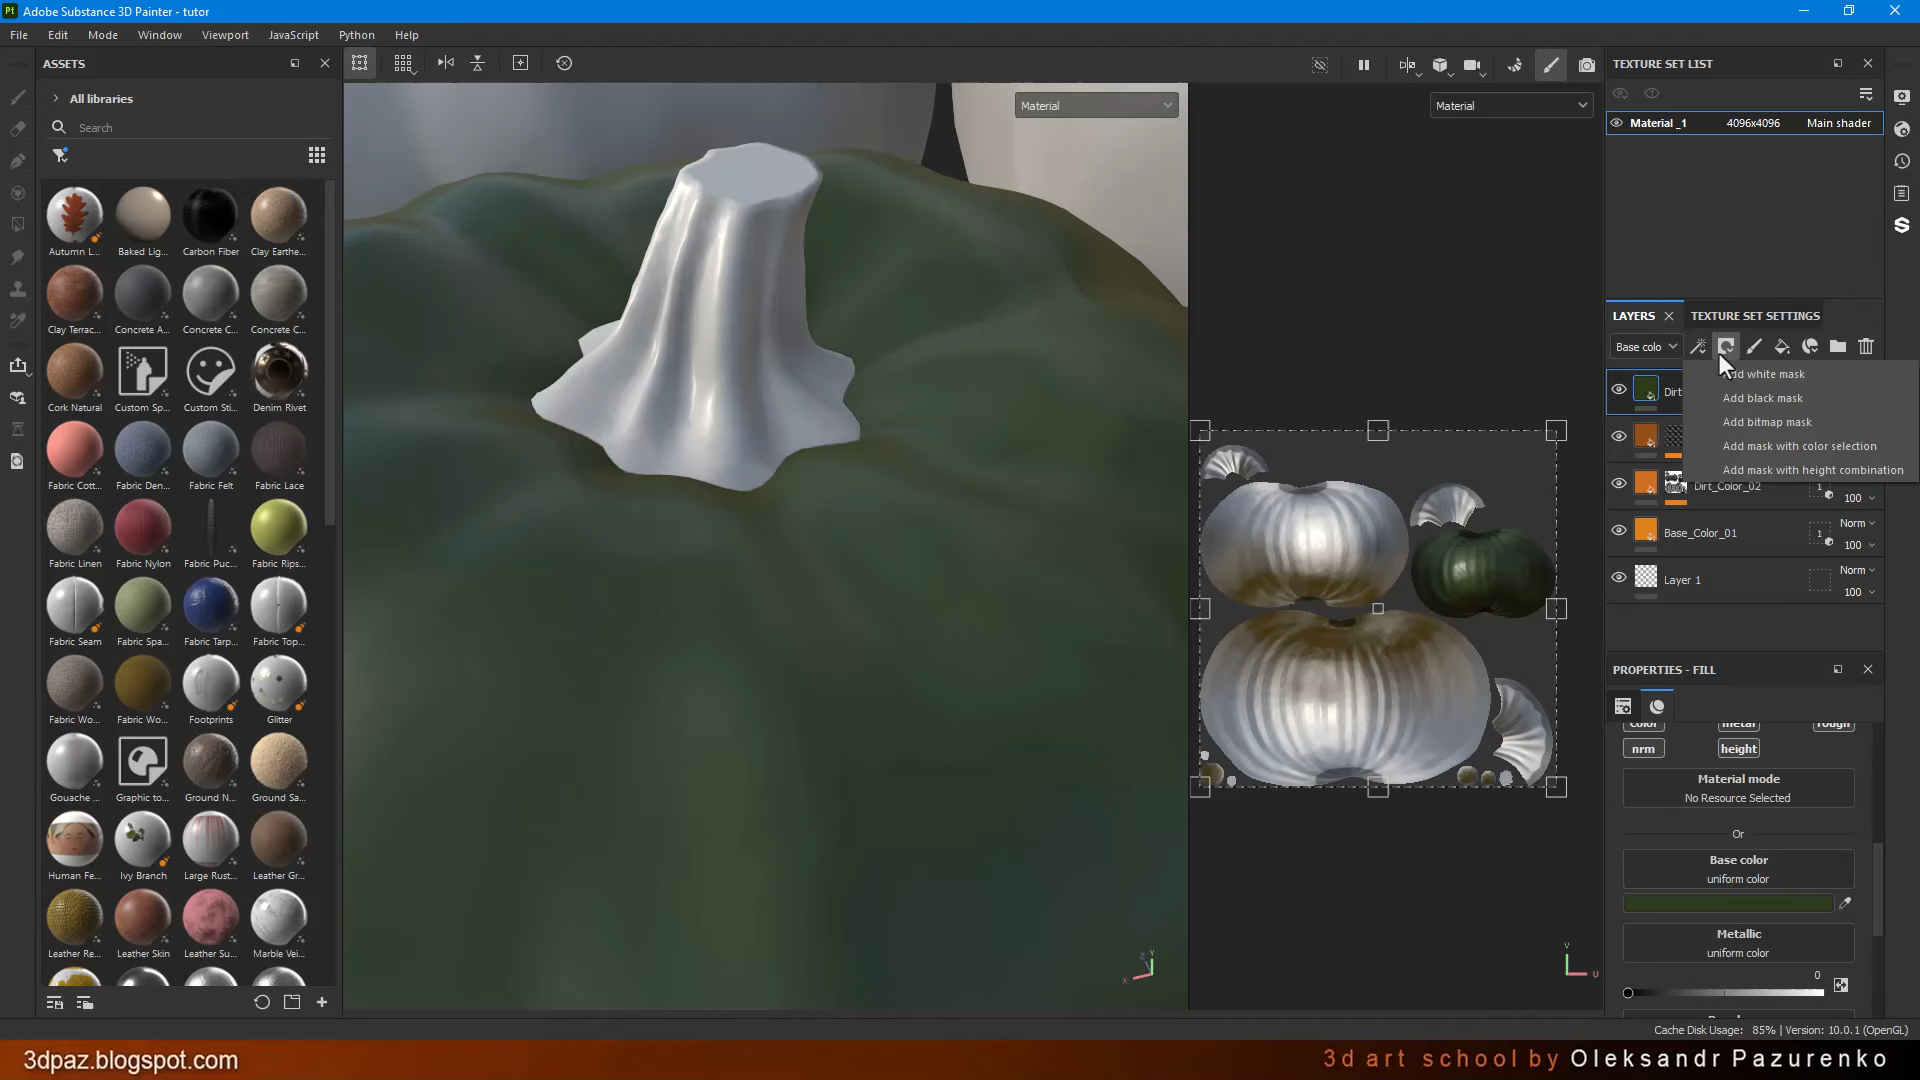 Pt Adobe Substance 3D Painter - tutor
File Edit Mode Window Viewport JavaScript Python Help
ASSETS
All libraries
Search
Autumn L... Baked Lig... Carbon Fiber Clay Earthe...
Clay Terrac... Concrete A... Concrete C... Concrete C...
Cork Natural Custom Sp... Custom Sti... Denim Rivet
Fabric Cott... Fabric Den... Fabric Felt Fabric Lace
Fabric Linen Fabric Nylon Fabric Puc... Fabric Rips...
Fabric Seam Fabric Spa... Fabric Tarp... Fabric Top...
Fabric Wo... Fabric Wo... Footprints Glitter
Gouache ... Graphic to... Ground N... Ground Sa...
Human Fe... Ivy Branch Large Rust... Leather Gr...
Leather Re... Leather Skin Leather Su... Marble Vei...
Material
Material
Z Y
X
V
U
TEXTURE SET LIST
Material _1 4096x4096 Main shader
LAYERS TEXTURE SET SETTINGS
Base colo
Dirt
dd white mask
Add black mask
Add bitmap mask
Add mask with color selection
Add mask with height combination
Dirt_Color_02 1 100
Base_Color_01 1 Norm
100
Layer 1 Norm
100
PROPERTIES - FILL
color metal rough
nrm height
Material mode
No Resource Selected
Or
Base color
uniform color
Metallic
uniform color
0
Cache Disk Usage: 85% | Version: 10.0.1 (OpenGL)
3dpaz.blogspot.com
3d art school by Oleksandr Pazurenko